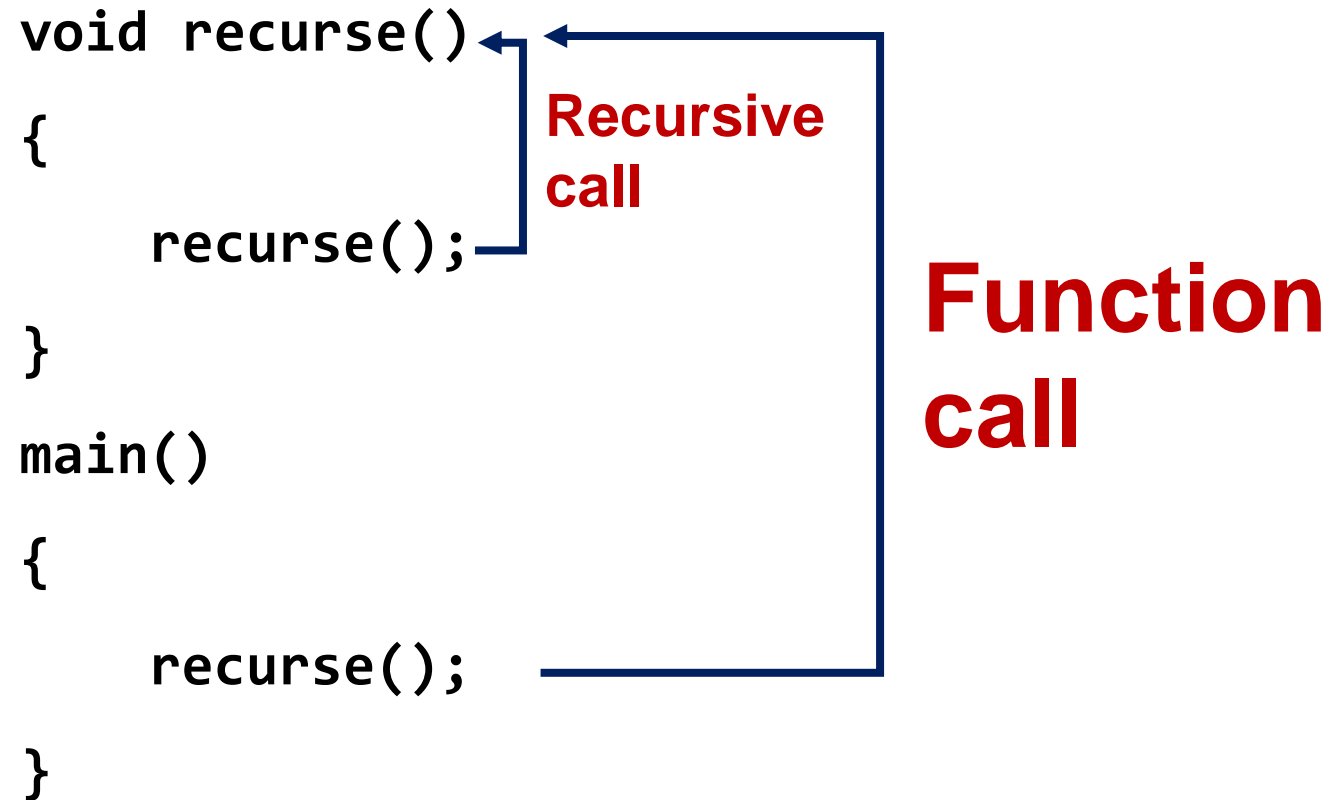 void recurse()
{
Recursive
call
recurse();
}
Function
call
main()
{
recurse();
}